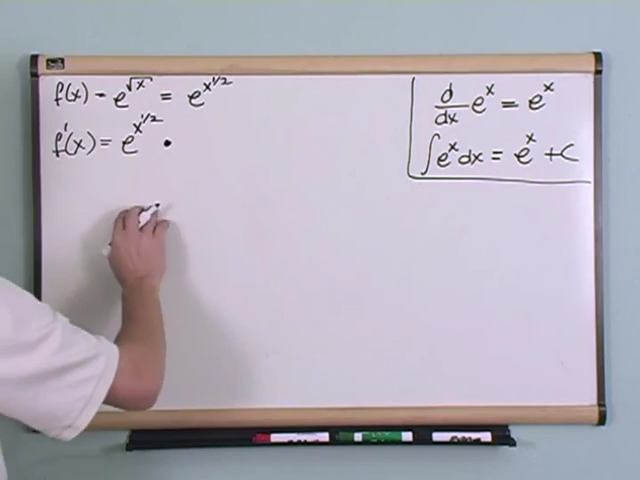 f(x) = e^√x = e^x^1/2
f'(x) = e^x^1/2 ·
d/dx e^x = e^x
∫e^x dx = e^x + C